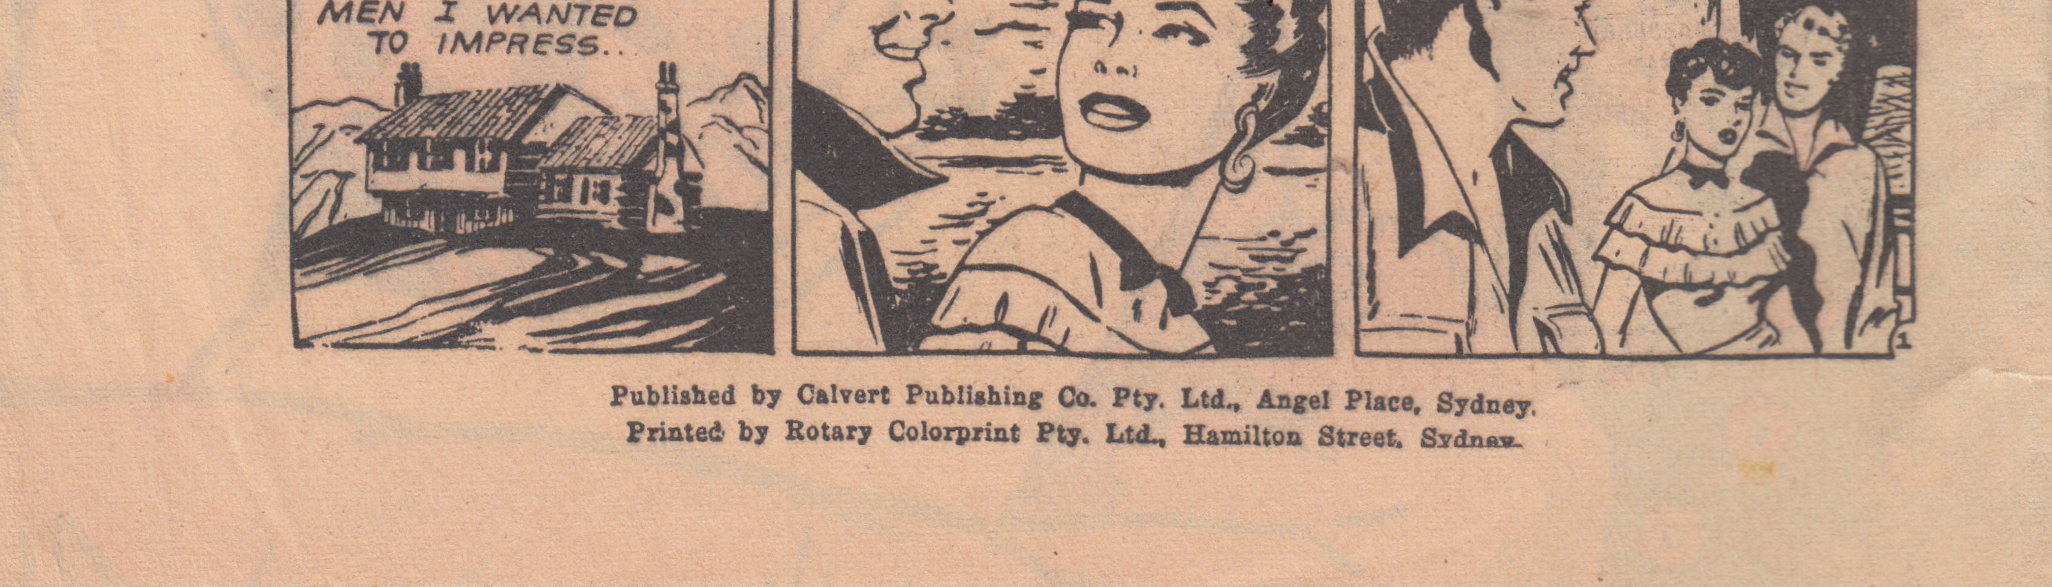 MEN I WANTED
TO IMPRESS..
1
Published by Calvert Publishing Co. Pty. Ltd., Angel Place, Sydney.
Printed by Rotary Colorprint Pty. Ltd., Hamilton Street, Sydney.